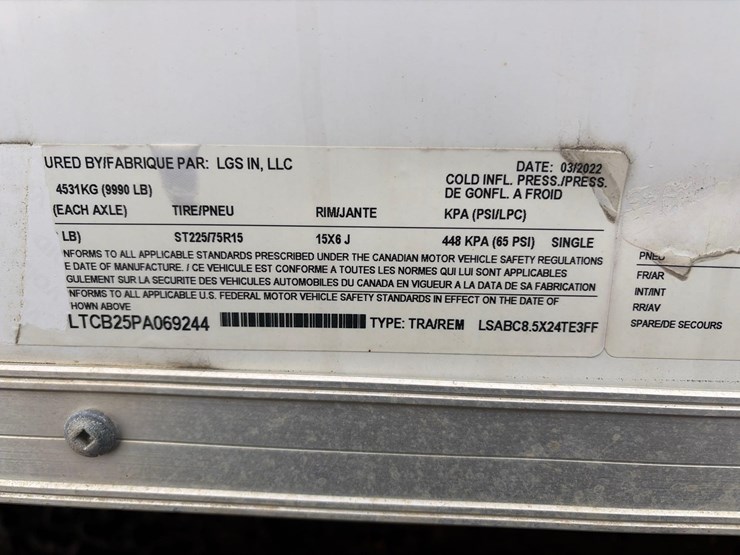 URED BY/FABRIQUE PAR: LGS IN, LLC
DATE: 03/2022
4531KG (9990 LB)
COLD INFL. PRESS./PRESS.
DE GONFL. A FROID
(EACH AXLE) TIRE/PNEU RIM/JANTE KPA (PSI/LPC)
LB) ST225/75R15 15X6 J 448 KPA (65 PSI) SINGLE
NFORMS TO ALL APPLICABLE STANDARDS PRESCRIBED UNDER THE CANADIAN MOTOR VEHICLE SAFETY REGULATIONS
E DATE OF MANUFACTURE. / CE VEHICULE EST CONFORME A TOUTES LES NORMES QUI LUI SONT APPLICABLES
GULEMENT SUR LA SECURITE DES VEHICULES AUTOMOBILES DU CANADA EN VIGUEUR A LA DATA DE SA FABRICATION
NFORMS TO ALL APPLICABLE U.S. FEDERAL MOTOR VEHICLE SAFETY STANDARDS IN EFFECT ON THE DATE OF
HOWN ABOVE
LTCB25PA069244 TYPE: TRA/REM LSABC8.5X24TE3FF
PNEU
FR/AR
INT/INT
RR/AV
SPARE/DE SECOURS